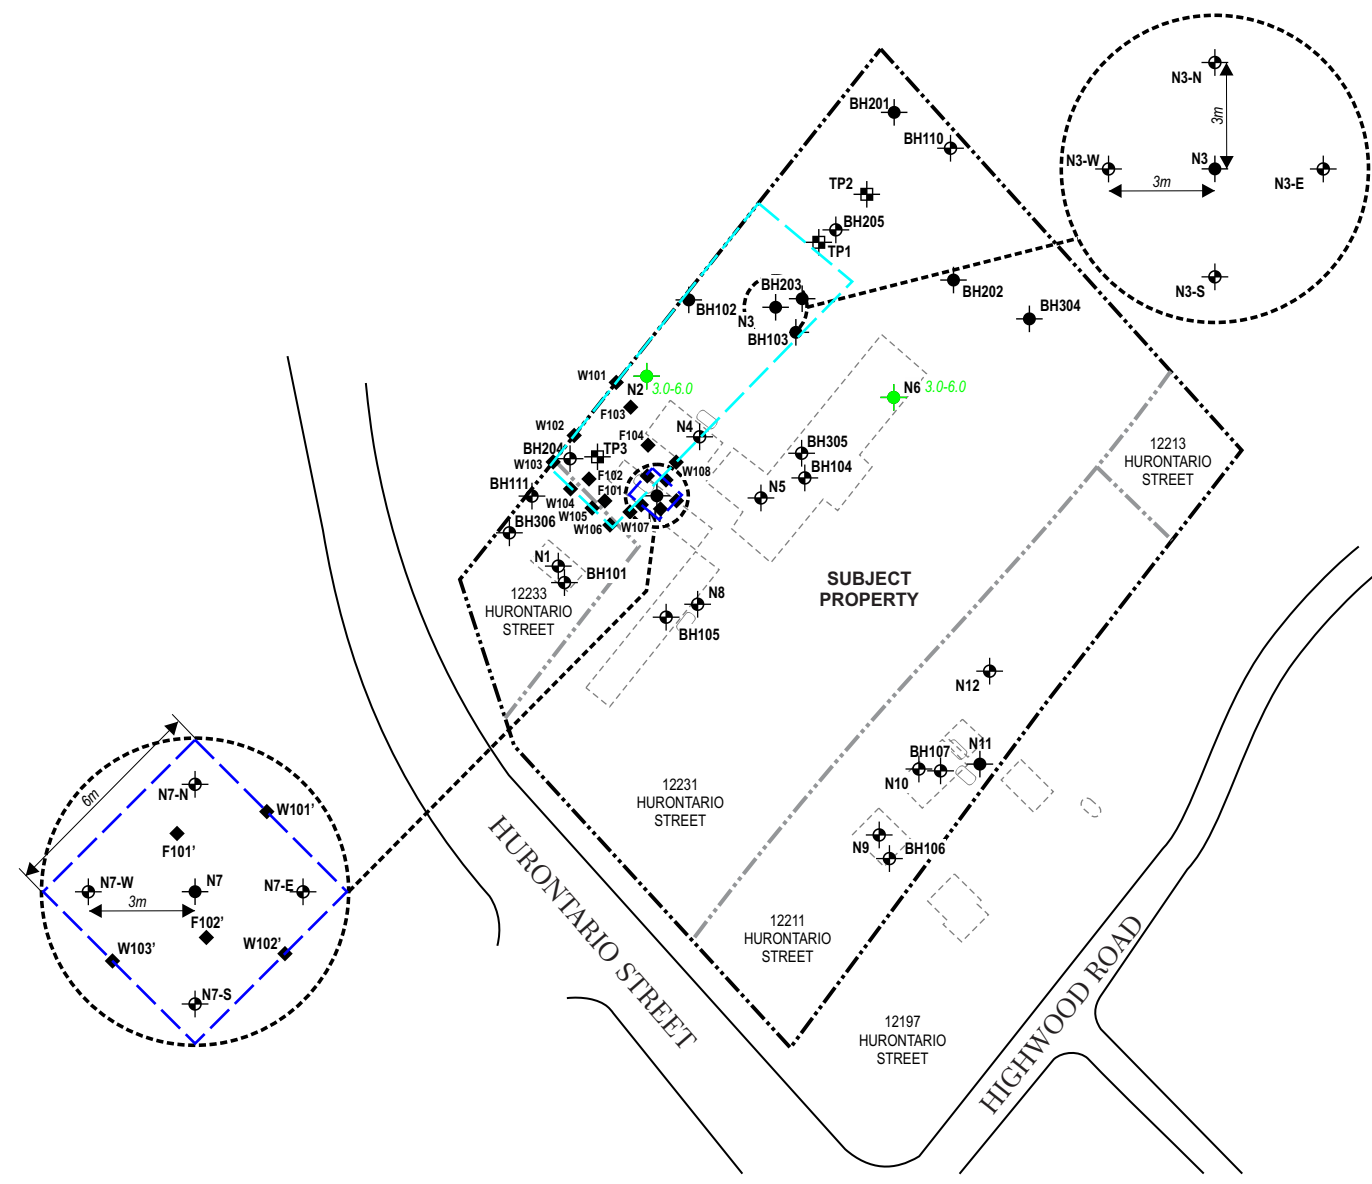 BH201
BH110
TP2
BH205
TP1
N3-N
3m
N3-W
N3
3m
N3-E
N3-S
BH203
BH202
BH102
N3
BH304
BH103
W101
N2
3.0-6.0
N6
3.0-6.0
F103
W102
F104
N4
BH204
TP3
W103
W108
BH305
BH104
F102
BH111
F101
W104
N5
W105
BH306
W106
W107
12213
HURONTARIO
STREET
N1
BH101
12233
HURONTARIO
STREET
N8
BH105
SUBJECT
PROPERTY
N12
N11
BH107
N10
12231
HURONTARIO
STREET
N9
BH106
6m
N7-N
W101'
F101'
N7-W
N7
N7-E
3m
F102'
W103'
W102'
N7-S
12211
HURONTARIO
STREET
HURONTARIO STREET
12197
HURONTARIO
STREET
HIGHWOOD ROAD